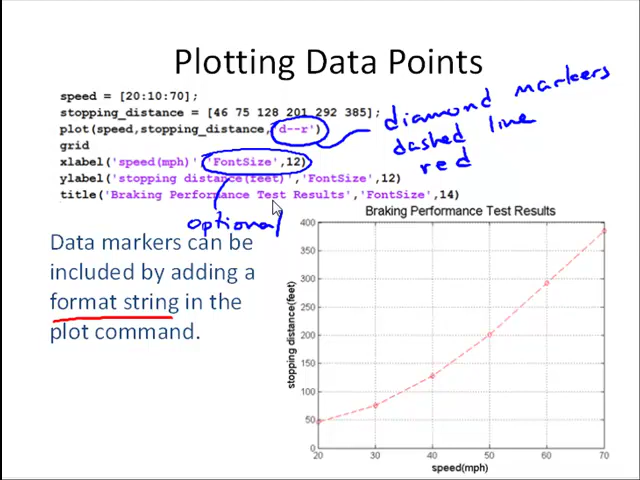 Plotting Data Points
speed = [20:10:70];
stopping_distance = [46 75 128 201 292 385];
plot(speed,stopping_distance,'d--r')
grid
xlabel('speed(mph)','FontSize',12)
ylabel('stopping distance(feet)','FontSize',12)
title('Braking Performance Test Results','FontSize',14)
diamond markers
dashed line
red
optional
Data markers can be
included by adding a
format string in the
plot command.
Braking Performance Test Results
stopping distance(feet)
400
350
300
250
200
150
100
50
0
20 30 40 50 60 70
speed(mph)